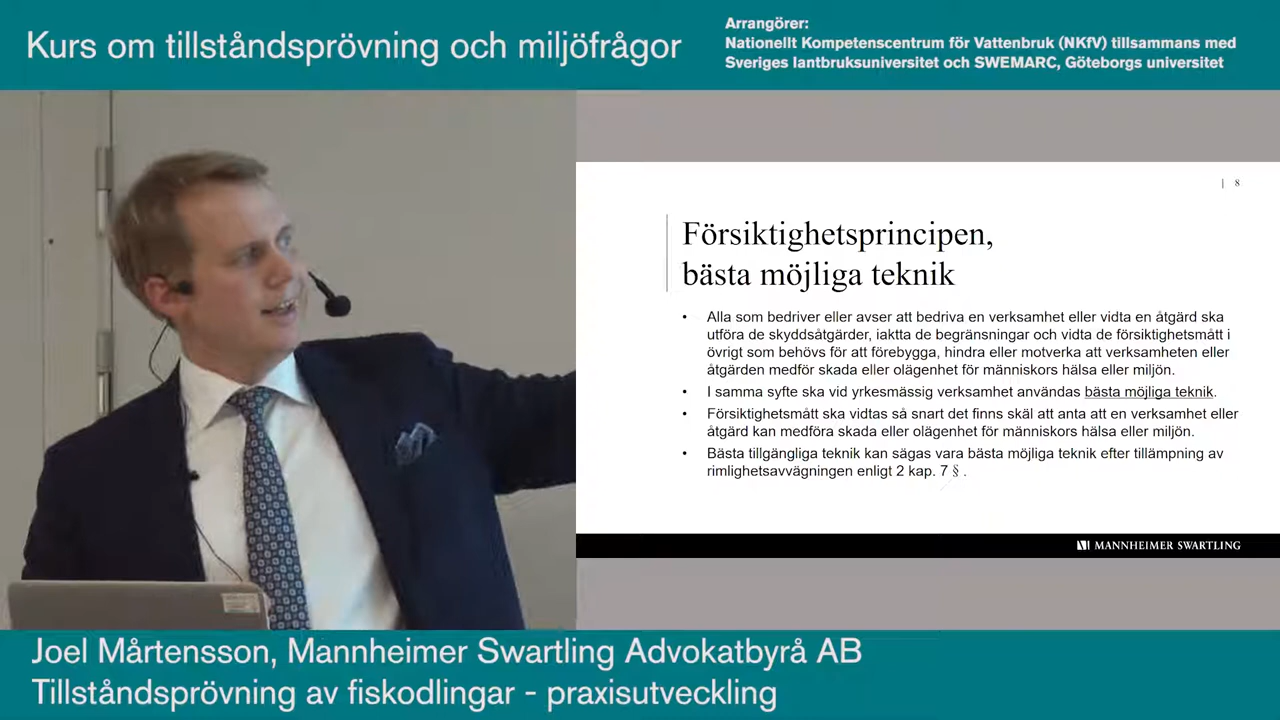 Kurs om tillståndsprövning och miljöfrågor
Arrangörer:
Nationellt Kompetenscentrum för Vattenbruk (NKfV) tillsammans med
Sveriges lantbruksuniversitet och SWEMARC, Göteborgs universitet
| 8
Försiktighetsprincipen,
bästa möjliga teknik
• Alla som bedriver eller avser att bedriva en verksamhet eller vidta en åtgärd ska
utföra de skyddsåtgärder, iaktta de begränsningar och vidta de försiktighetsmått i
övrigt som behövs för att förebygga, hindra eller motverka att verksamheten eller
åtgärden medför skada eller olägenhet för människors hälsa eller miljön.
• I samma syfte ska vid yrkesmässig verksamhet användas bästa möjliga teknik.
• Försiktighetsmått ska vidtas så snart det finns skäl att anta att en verksamhet eller
åtgärd kan medföra skada eller olägenhet för människors hälsa eller miljön.
• Bästa tillgängliga teknik kan sägas vara bästa möjliga teknik efter tillämpning av
rimlighetsavvägningen enligt 2 kap. 7 § .
MANNHEIMER SWARTLING
Joel Mårtensson, Mannheimer Swartling Advokatbyrå AB
Tillståndsprövning av fiskodlingar - praxisutveckling